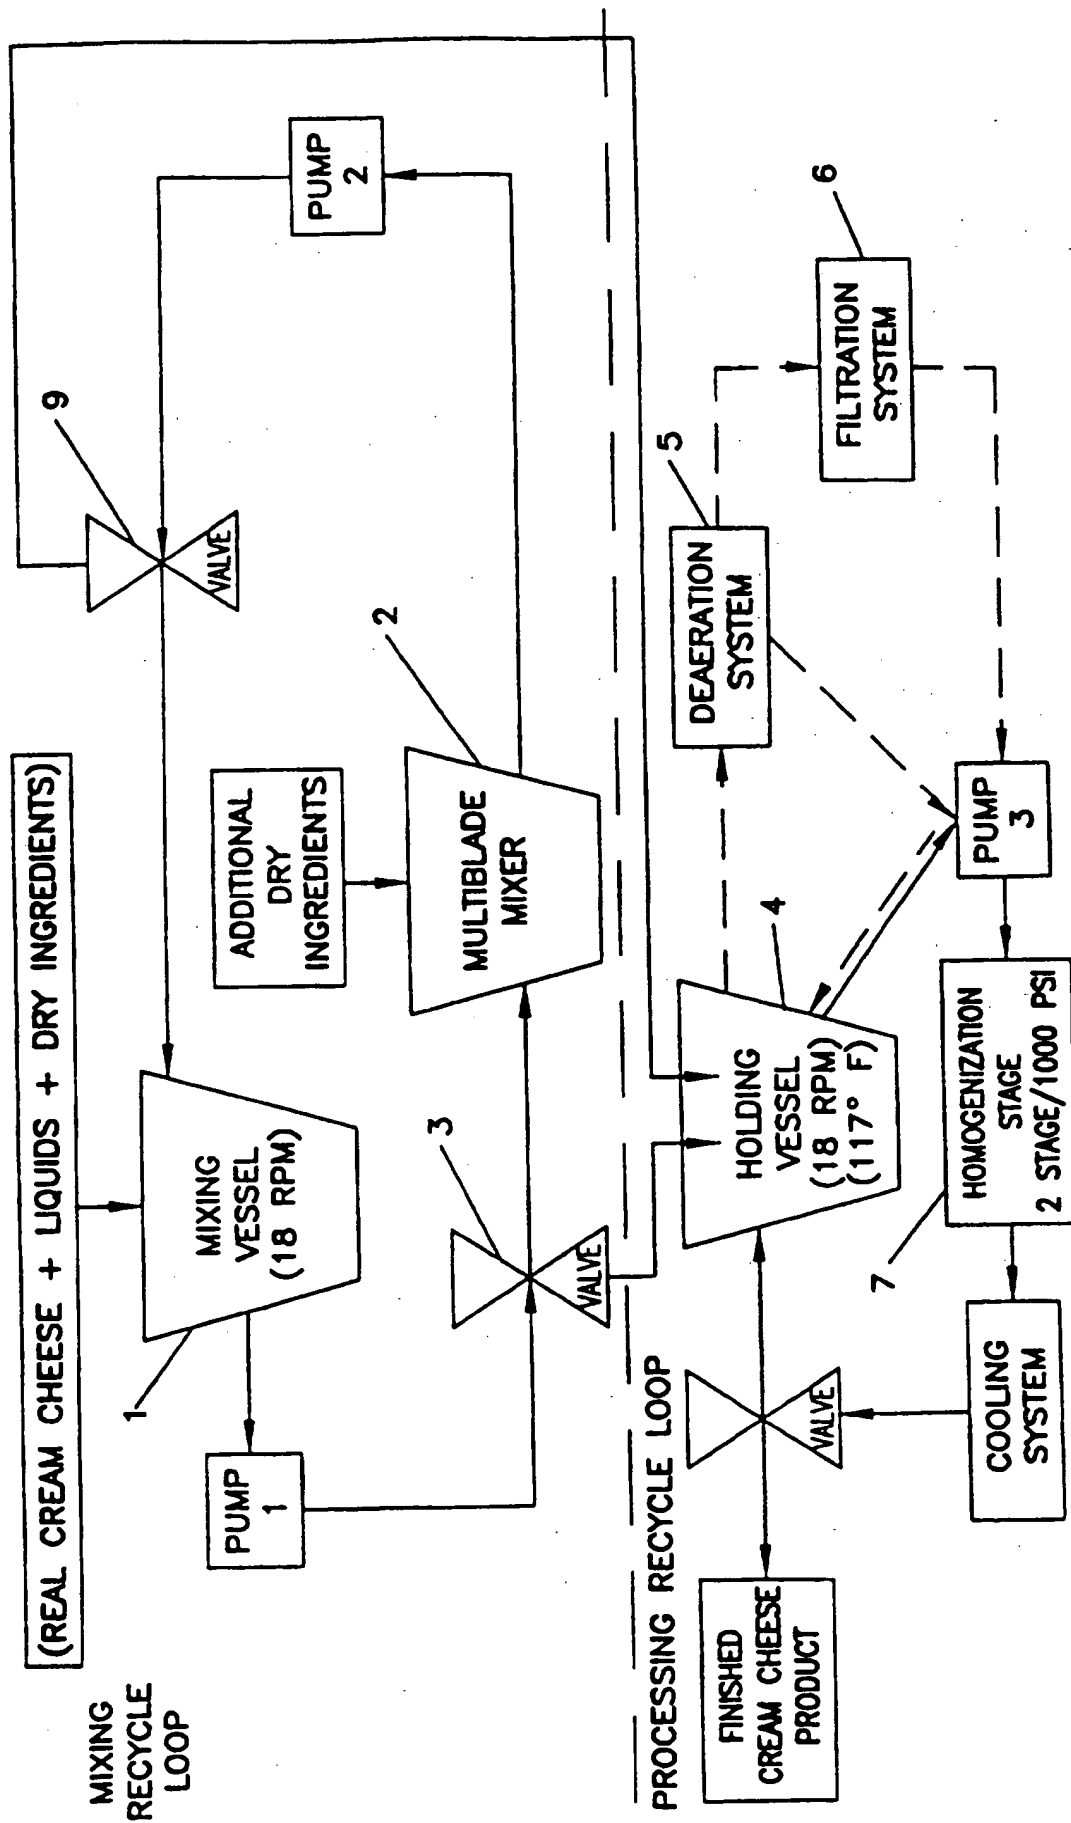 (REAL CREAM CHEESE + LIQUIDS + DRY INGREDIENTS)
MIXING
RECYCLE
LOOP
1
MIXING
VESSEL
(18 RPM)
9
VALVE
PUMP
1
ADDITIONAL
DRY
INGREDIENTS
PUMP
2
3
VALVE
2
MULTIBLADE
MIXER
PROCESSING RECYCLE LOOP
FINISHED
CREAM CHEESE
PRODUCT
VALVE
HOLDING
VESSEL
(18 RPM)
(117° F)
4
5
DEAERATION
SYSTEM
6
FILTRATION
SYSTEM
COOLING
SYSTEM
7
HOMOGENIZATION
STAGE
2 STAGE/1000 PSI
PUMP
3